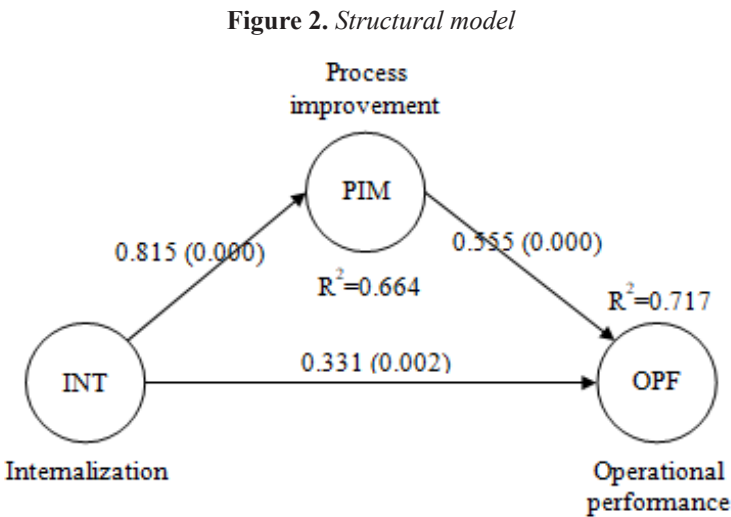 Figure 2. Structural model
Process
improvement
PIM
0.815 (0.000)
0.555 (0.000)
R²=0.664
R²=0.717
INT
0.331 (0.002)
OPF
Internalization
Operational
performance